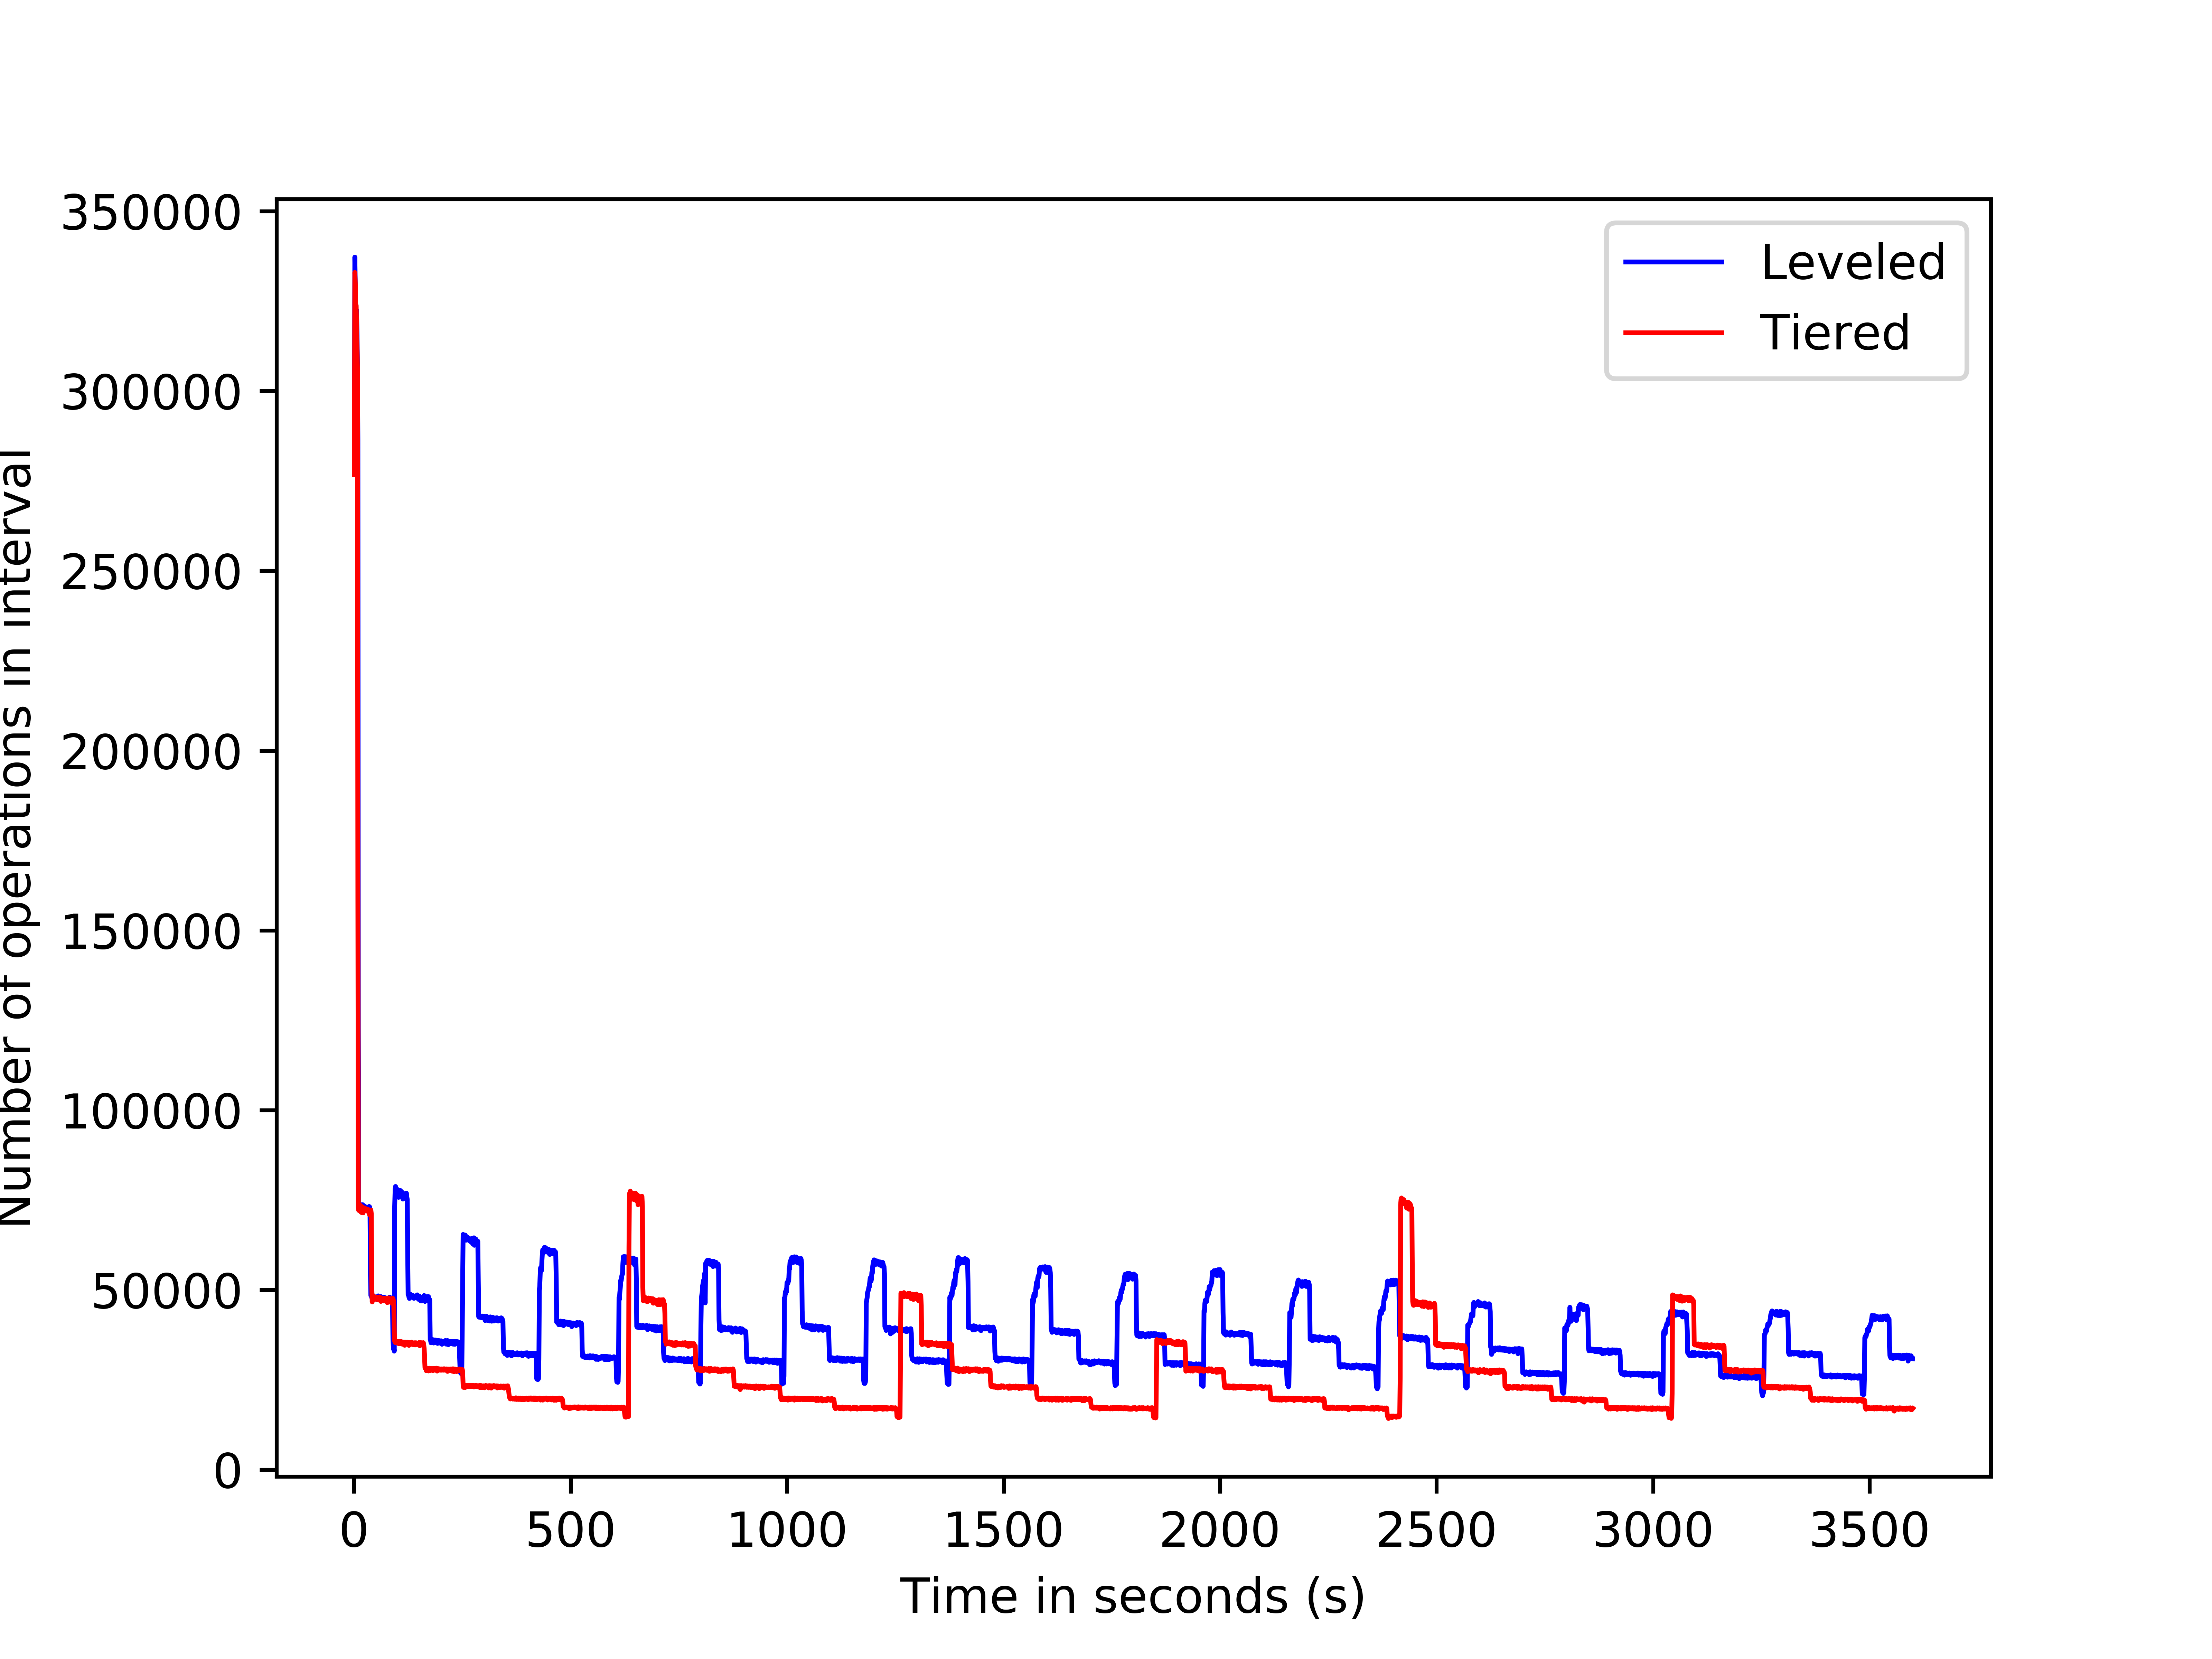 Number of operations in interval
350000
300000
250000
200000
150000
100000
50000
0
Leveled
Tiered
0 500 1000 1500 2000 2500 3000 3500
Time in seconds (s)